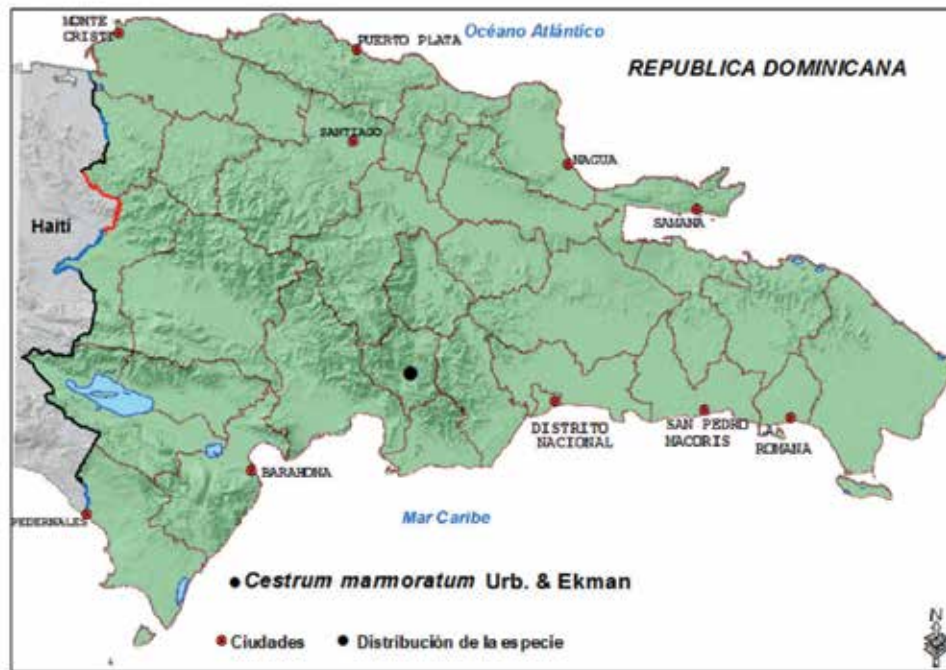 MONTE
CRISTI
PUERTO PLATA
Océano Atlántico
REPUBLICA DOMINICANA
SANTIAGO
NAGUA
Haití
SAMANA
DISTRITO
NACIONAL
SAN PEDRO
MACORIS
LA
ROMANA
BARAHONA
PEDERNALES
Mar Caribe
Cestrum marmoratum Urb. & Ekman
Ciudades
Distribución de la especie
N